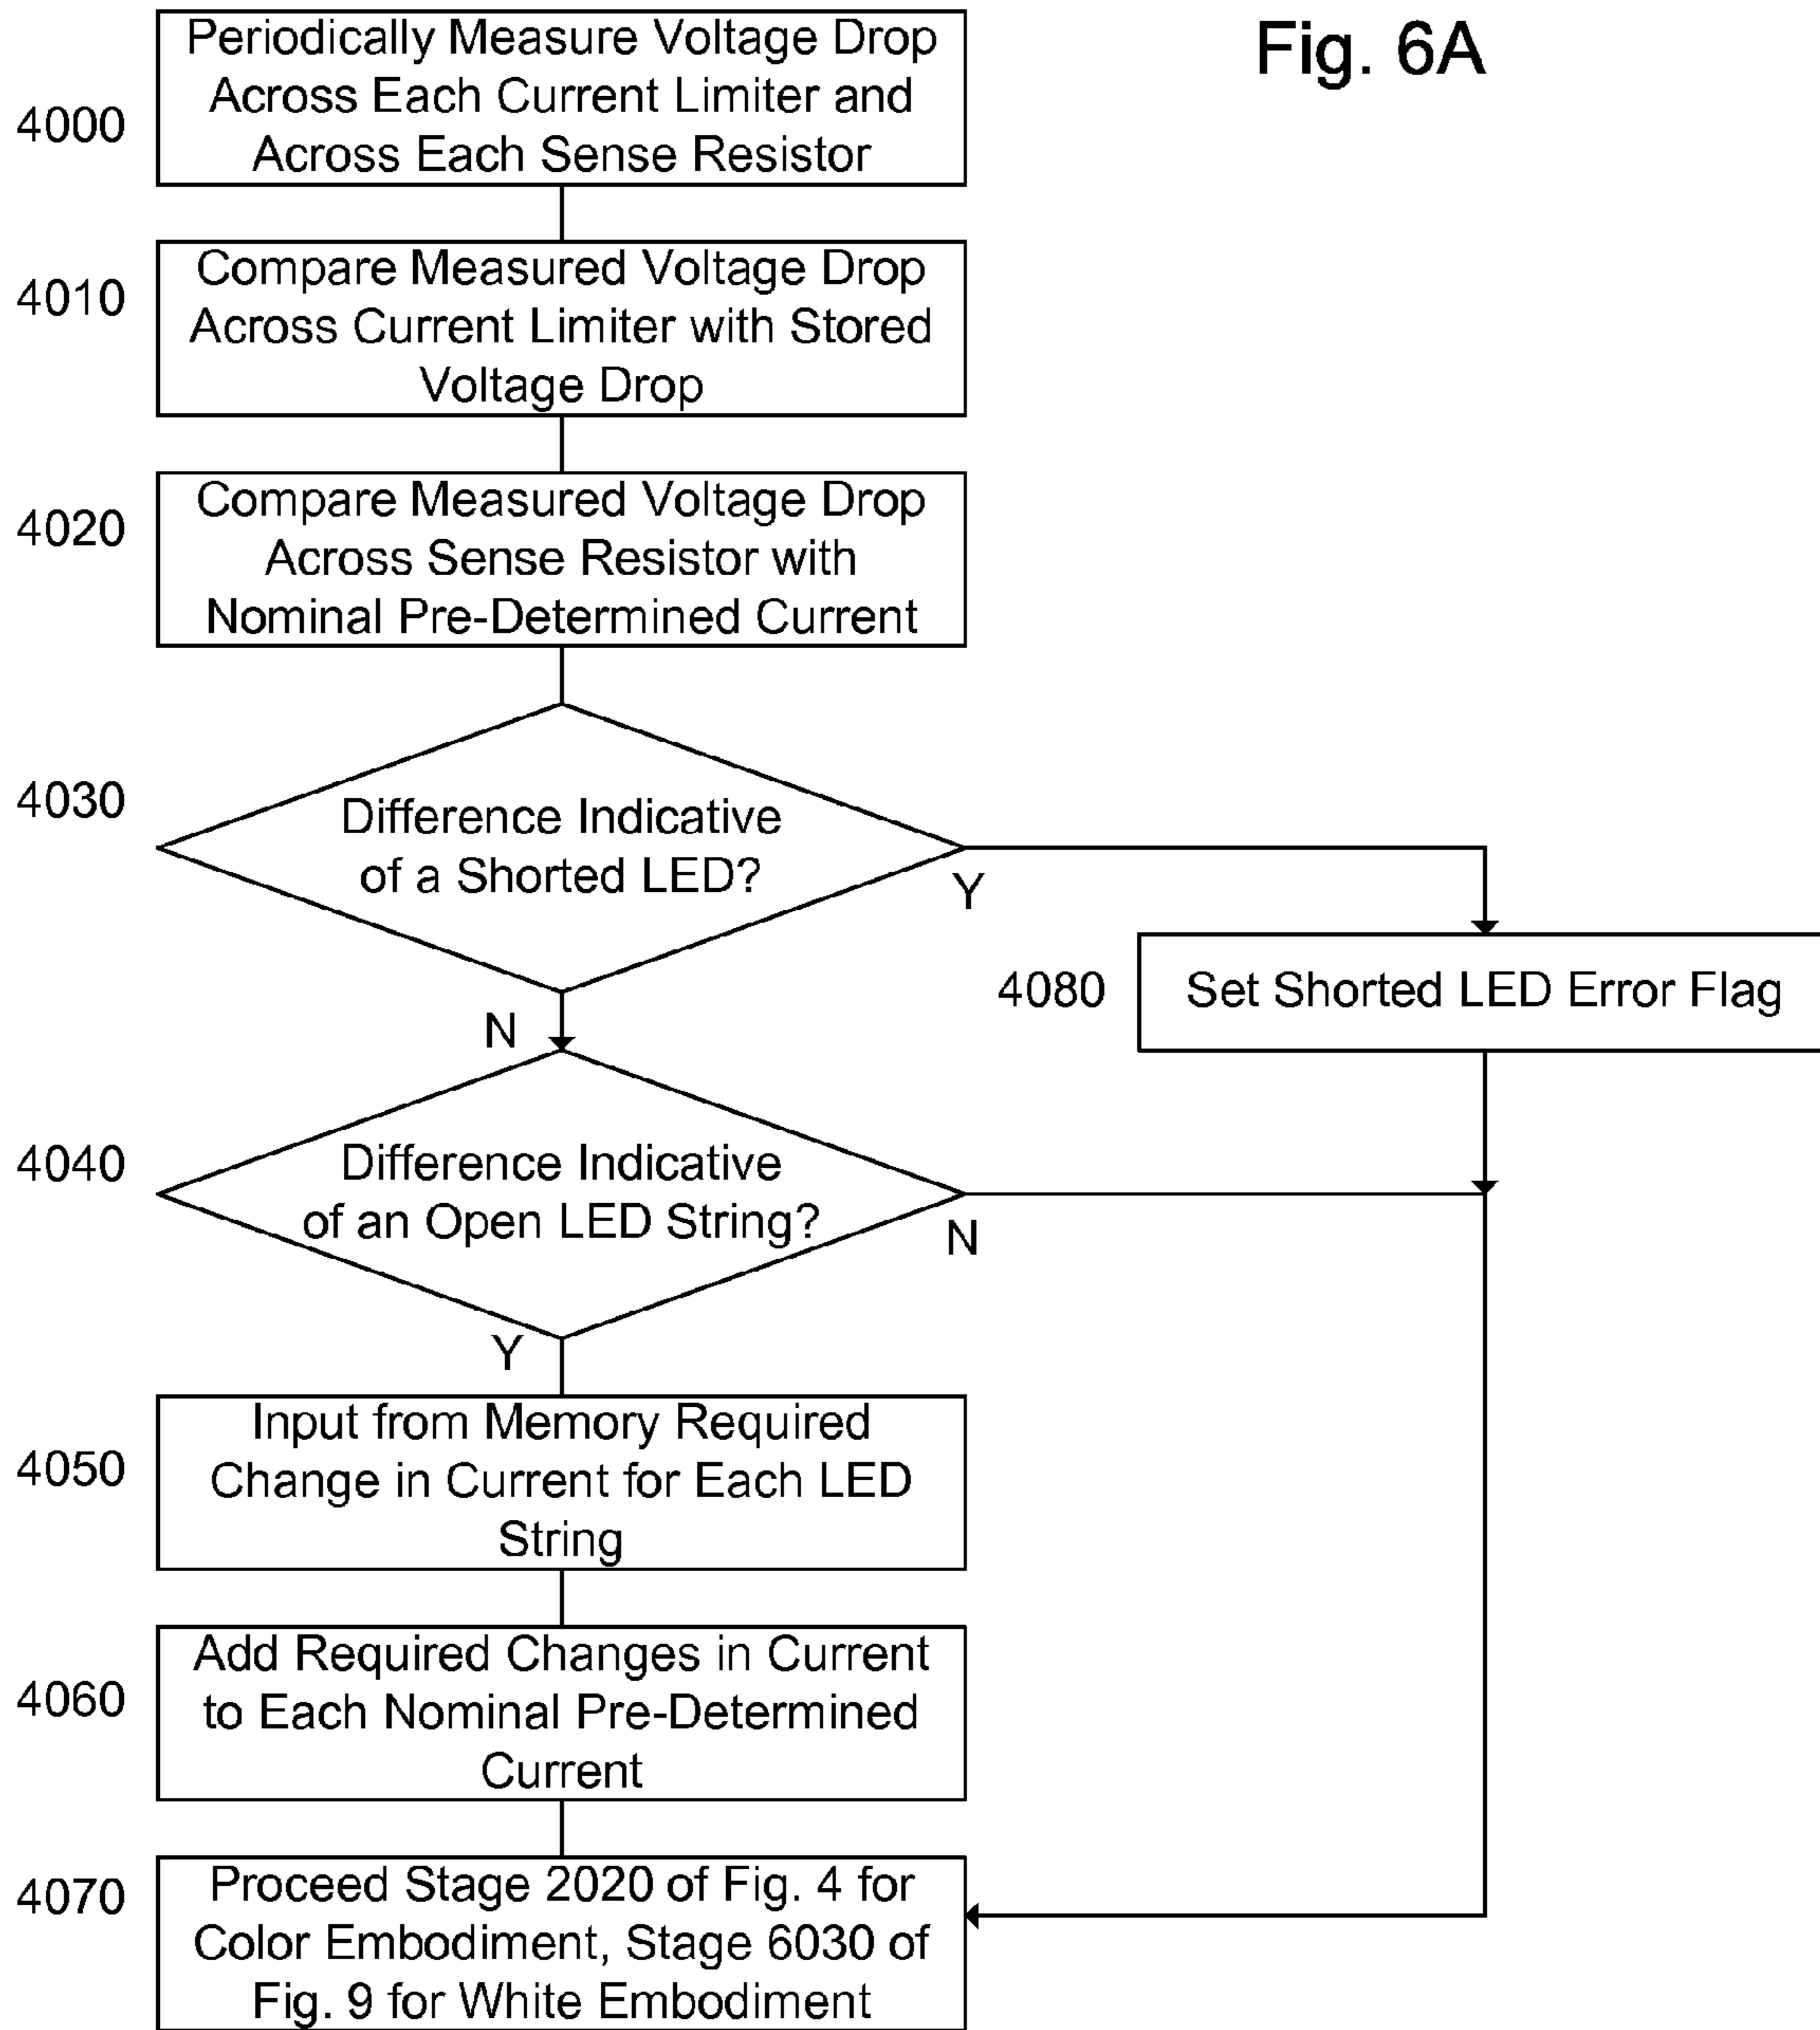 Fig. 6A
4000
Periodically Measure Voltage Drop
Across Each Current Limiter and
Across Each Sense Resistor
4010
Compare Measured Voltage Drop
Across Current Limiter with Stored
Voltage Drop
4020
Compare Measured Voltage Drop
Across Sense Resistor with
Nominal Pre-Determined Current
4030
Difference Indicative
of a Shorted LED?
Y
N
4080
Set Shorted LED Error Flag
4040
Difference Indicative
of an Open LED String?
N
Y
4050
Input from Memory Required
Change in Current for Each LED
String
4060
Add Required Changes in Current
to Each Nominal Pre-Determined
Current
4070
Proceed Stage 2020 of Fig. 4 for
Color Embodiment, Stage 6030 of
Fig. 9 for White Embodiment